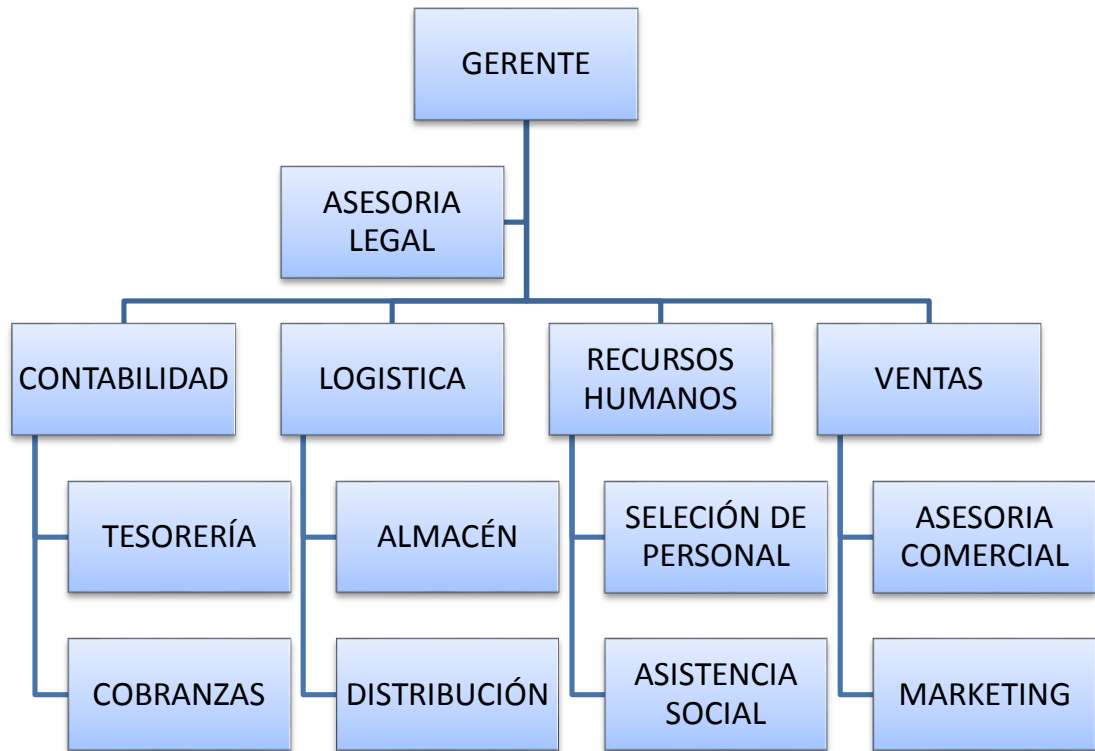 GERENTE
ASESORIA
LEGAL
CONTABILIDAD
LOGISTICA
RECURSOS
HUMANOS
VENTAS
TESORERÍA
ALMACÉN
SELECIÓN DE
PERSONAL
ASESORIA
COMERCIAL
COBRANZAS
DISTRIBUCIÓN
ASISTENCIA
SOCIAL
MARKETING